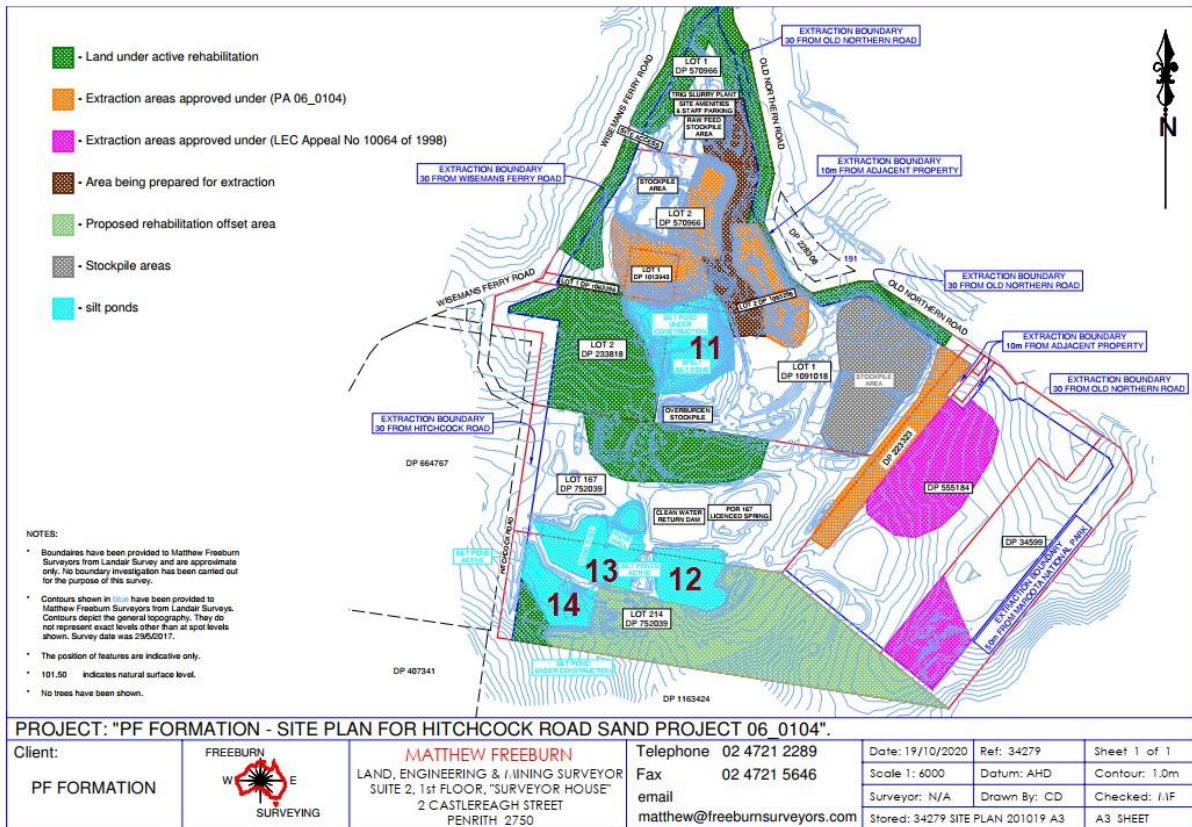 - Land under active rehabilitation
- Extraction areas approved under (PA 06_0104)
- Extraction areas approved under (LEC Appeal No 10064 of 1998)
- Area being prepared for extraction
- Proposed rehabilitation offset area
- Stockpile areas
- silt ponds
EXTRACTION BOUNDARY
30 FROM OLD NORTHERN ROAD
LOT 1
DP 570966
WISEMANS FERRY ROAD
OLD NORTHERN ROAD
TRIG SLURRY PLANT
SITE AMENITIES
& STAFF PARKING
RAW FEED
STOCKPILE
AREA
SITE ACCESS
N
EXTRACTION BOUNDARY
30 FROM WISEMANS FERRY ROAD
EXTRACTION BOUNDARY
10m FROM ADJACENT PROPERTY
STOCKPILE
AREA
LOT 2
DP 570966
DP 228308
191
LOT 1
DP 1013943
WISEMANS FERRY ROAD
EXTRACTION BOUNDARY
30 FROM OLD NORTHERN ROAD
OLD NORTHERN ROAD
SILT POND
UNDER
CONSTRUCTION
11
SILT POND
LOT 2
DP 233818
LOT 1
DP 1091018
STOCKPILE
AREA
EXTRACTION BOUNDARY
10m FROM ADJACENT PROPERTY
EXTRACTION BOUNDARY
30 FROM OLD NORTHERN ROAD
OVERBURDEN
STOCKPILE
EXTRACTION BOUNDARY
30 FROM HITCHCOCK ROAD
DP 664767
DP 223323
DP 555184
LOT 167
DP 752039
CLEAN WATER
RETURN DAM
POR 167
LICENCED SPRING
HITCHCOCK ROAD
DP 34599
EXTRACTION BOUNDARY
50m FROM MAROOTA NATIONAL PARK
SILT POND
ACTIVE
13
SILT PONDS
ACTIVE
12
14
LOT 214
DP 752039
SILT POND
UNDER CONSTRUCTION
DP 407341
DP 1163424
NOTES:
* Boundaires have been provided to Matthew Freeburn
Surveyors from Landair Survey and are approximate
only. No boundary investigation has been carried out
for the purpose of this survey.
* Contours shown in blue have been provided to
Matthew Freeburn Surveyors from Landair Surveys.
Contours depict the general topography. They do
not represent exact levels other than at spot levels
shown. Survey date was 29/5/2017.
* The position of features are indicative only.
* 101.50 indicates natural surface level.
* No trees have been shown.
PROJECT: "PF FORMATION - SITE PLAN FOR HITCHCOCK ROAD SAND PROJECT 06_0104".
Client:
PF FORMATION
FREEBURN
W E
SURVEYING
MATTHEW FREEBURN
LAND, ENGINEERING & MINING SURVEYOR
SUITE 2, 1st FLOOR, "SURVEYOR HOUSE"
2 CASTLEREAGH STREET
PENRITH 2750
Telephone 02 4721 2289
Fax 02 4721 5646
email
matthew@freeburnsurveyors.com
Date: 19/10/2020
Ref: 34279
Sheet 1 of 1
Scale 1: 6000
Datum: AHD
Contour: 1.0m
Surveyor: N/A
Drawn By: CD
Checked: MF
Stored: 34279 SITE PLAN 201019 A3
A3 SHEET